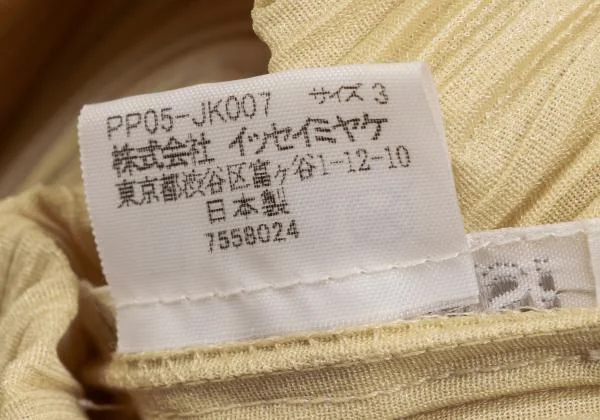 PP05-JK007 サイズ 3
株式会社 イッセイミヤケ
東京都渋谷区富ヶ谷1-12-10
日本製
7558024